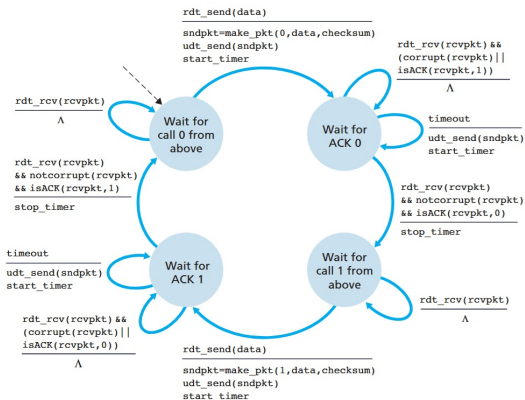 rdt_send(data)
sndpkt=make_pkt(0,data,checksum)
udt_send(sndpkt)
start_timer
rdt_rcv(rcvpkt)&&
(corrupt(rcvpkt)||
isACK(rcvpkt,1))
Λ
rdt_rcv(rcvpkt)
Λ
Wait for
call 0 from
above
Wait for
ACK 0
timeout
udt_send(sndpkt)
start_timer
rdt_rcv(rcvpkt)
&& notcorrupt(rcvpkt)
&& isACK(rcvpkt,1)
stop_timer
rdt_rcv(rcvpkt)
&& notcorrupt(rcvpkt)
&& isACK(rcvpkt,0)
stop_timer
timeout
udt_send(sndpkt)
start_timer
Wait for
ACK 1
Wait for
call 1 from
above
rdt_rcv(rcvpkt)
Λ
rdt_rcv(rcvpkt)&&
(corrupt(rcvpkt)||
isACK(rcvpkt,0))
Λ
rdt_send(data)
sndpkt=make_pkt(1,data,checksum)
udt_send(sndpkt)
start_timer